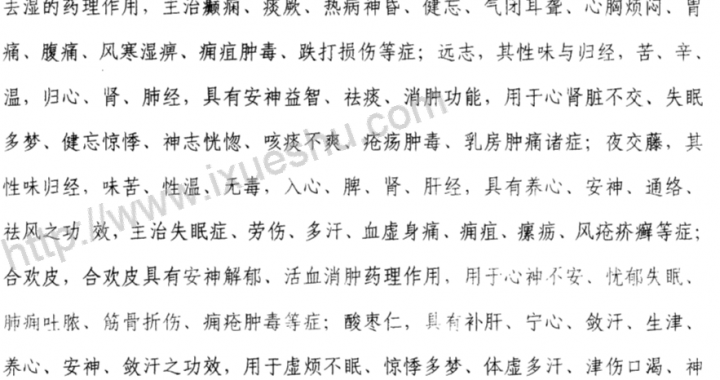 去湿的药理作用，主治癫痫、痰厥、热病神昏、健忘、气闭耳聋、心胸烦闷、胃
痛、腹痛、风寒湿痹、痈疽肿毒、跌打损伤等症；远志，其性味与归经，苦、辛、
温，归心、肾、肺经，具有安神益智、祛痰、消肿功能，用于心肾脏不交、失眠
多梦、健忘惊悸、神志恍惚、咳痰不爽、疮疡肿毒、乳房肿痛诸症；夜交藤，其
性味归经，味苦、性温、无毒，入心、脾、肾、肝经，具有养心、安神、通络、
祛风之功 效，主治失眠症、劳伤、多汗、血虚身痛、痈疽、瘰疬、风疮疥癣等症；
合欢皮，合欢皮具有安神解郁、活血消肿药理作用，用于心神不安、忧郁失眠、
肺痈吐脓、筋骨折伤、痈疮肿毒等症；酸枣仁，具有补肝、宁心、敛汗、生津、
养心、安神、敛汗之功效，用于虚烦不眠、惊悸多梦、体虚多汗、津伤口渴、神
http://www.ixueshu.com